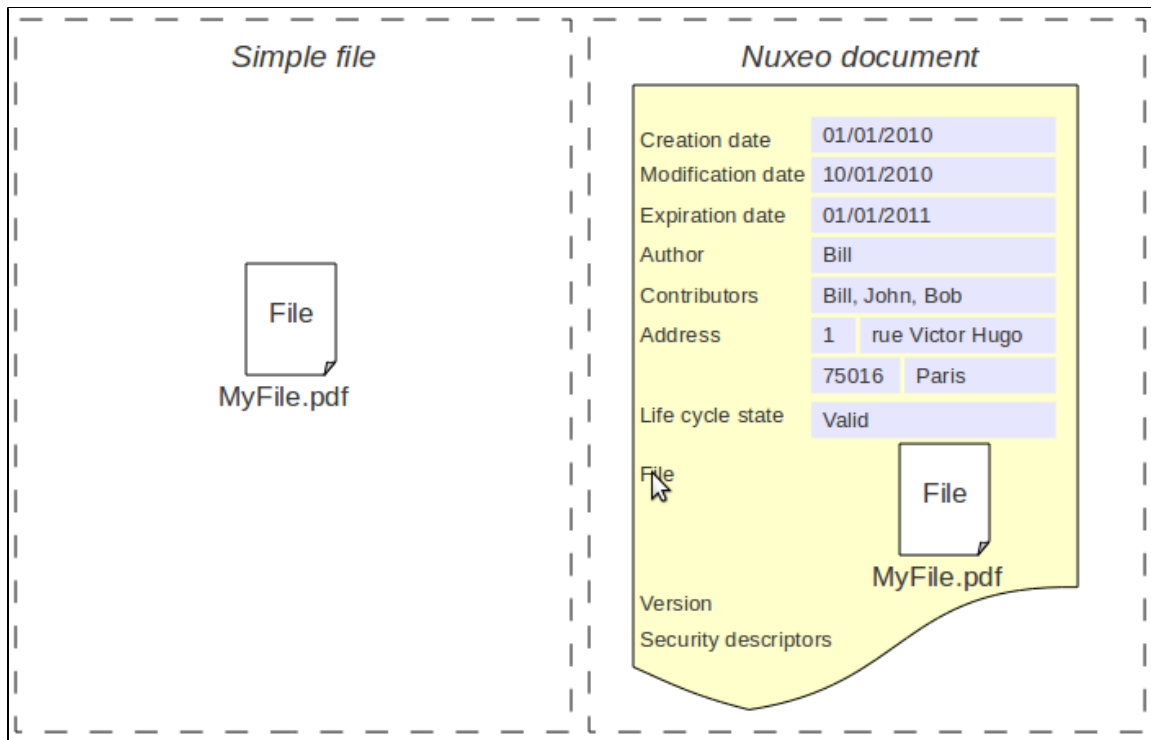 Simple file
File
MyFile.pdf
Nuxeo document
Creation date 01/01/2010
Modification date 10/01/2010
Expiration date 01/01/2011
Author Bill
Contributors Bill, John, Bob
Address 1 rue Victor Hugo
75016 Paris
Life cycle state Valid
File
File
MyFile.pdf
Version
Security descriptors